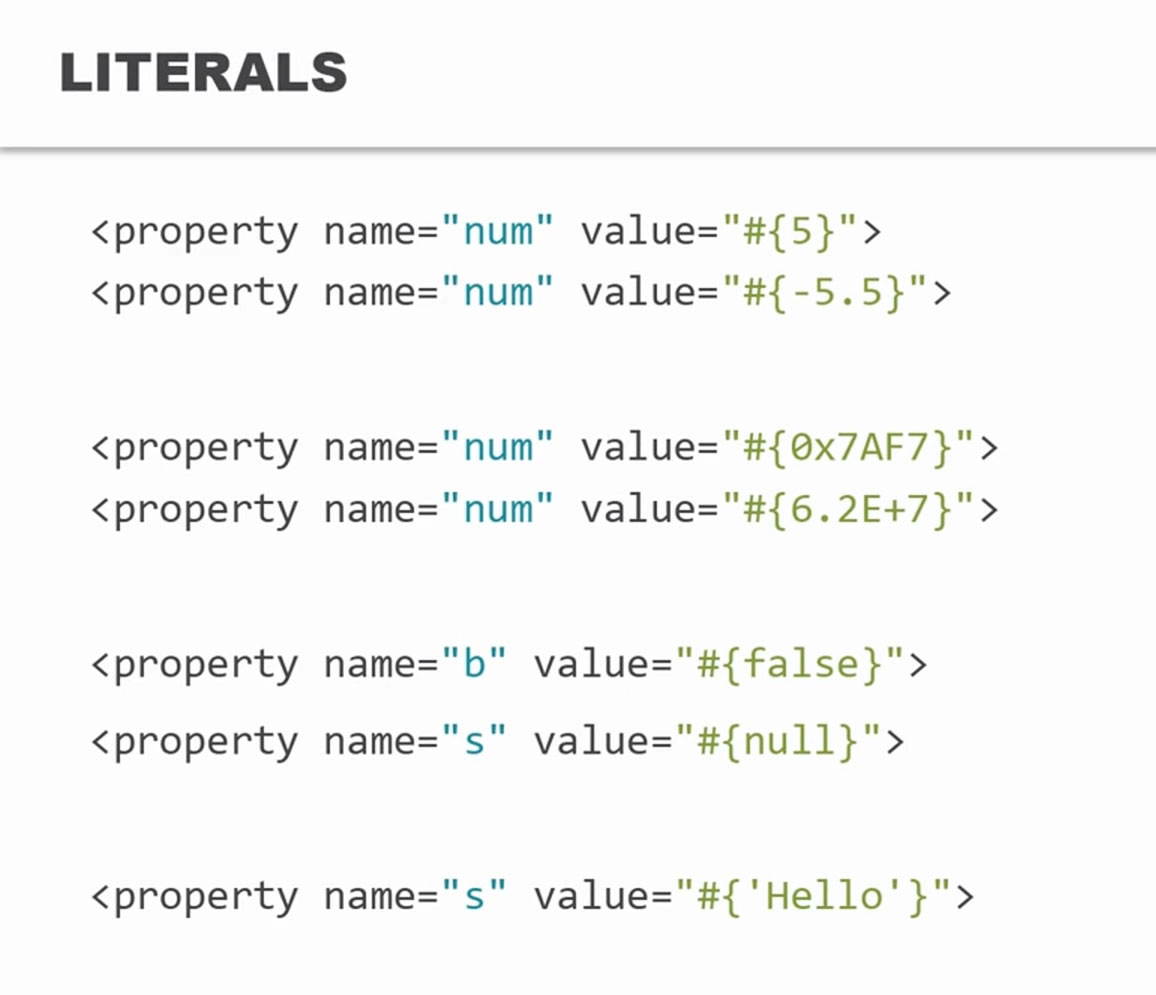 LITERALS
<property name="num" value="#{5}">
<property name="num" value="#{-5.5}">
<property name="num" value="#{0x7AF7}">
<property name="num" value="#{6.2E+7}">
<property name="b" value="#{false}">
<property name="s" value="#{null}">
<property name="s" value="#{'Hello'}">